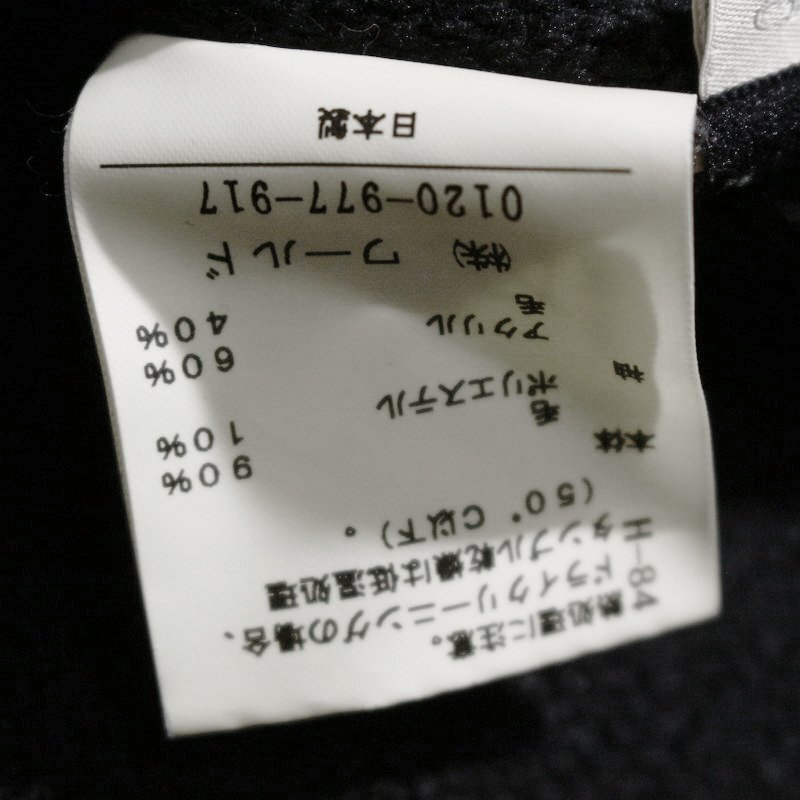 H-84 熱処理に注意。
ドライクリーニングの場合、
タンブル乾燥は低温処理
(50°C以下)。
本体 毛 90%
ポリエステル 10%
袖 アクリル 60%
毛 40%
㈱ ワールド
0120-977-917
日本製